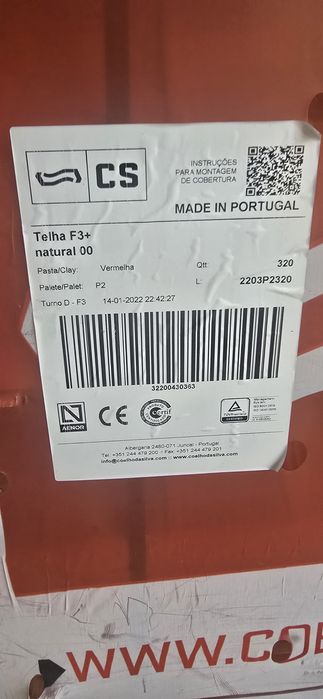 CS
INSTRUÇÕES
PARA MONTAGEM
DE COBERTURA
MADE IN PORTUGAL
Telha F3+
natural 00
Pasta/Clay: Vermelha Qtt: 320
Palete/Palet: P2 L: 2203P2320
Turno D - F3 14-01-2022 22:42:27
32200430363
AENOR CE Certif
Albergaria 2480-071 Juncal - Portugal
Tel: +351 244 479 200 - Fax: +351 244 479 201
info@coelhodasilva.com :: www.coelhodasilva.com
WWW.COE